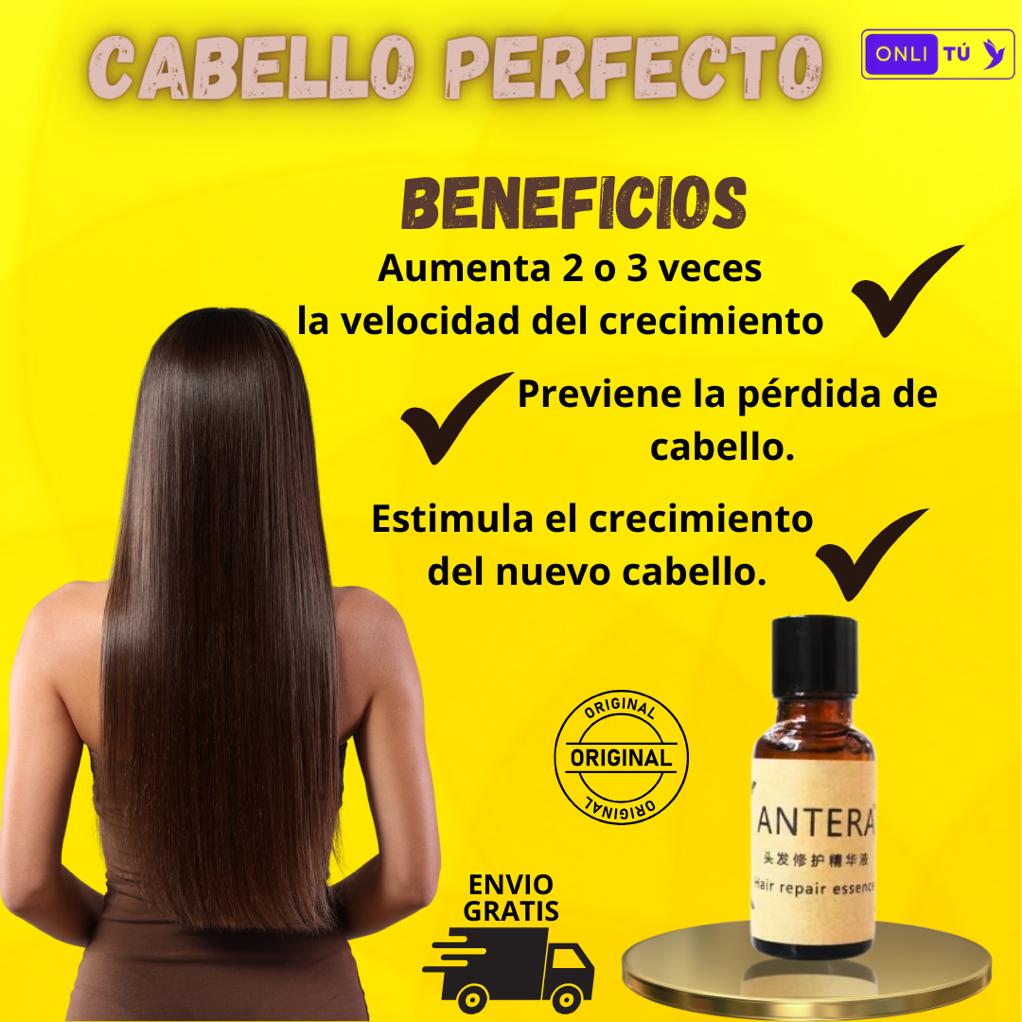 CABELLO PERFECTO
ONLI TÚ
BENEFICIOS
Aumenta 2 o 3 veces
la velocidad del crecimiento
Previene la pérdida de
cabello.
Estimula el crecimiento
del nuevo cabello.
ORIGINAL
ORIGINAL
ORIGINAL
ANTERA
头发修护精华液
Hair repair essence
ENVIO
GRATIS